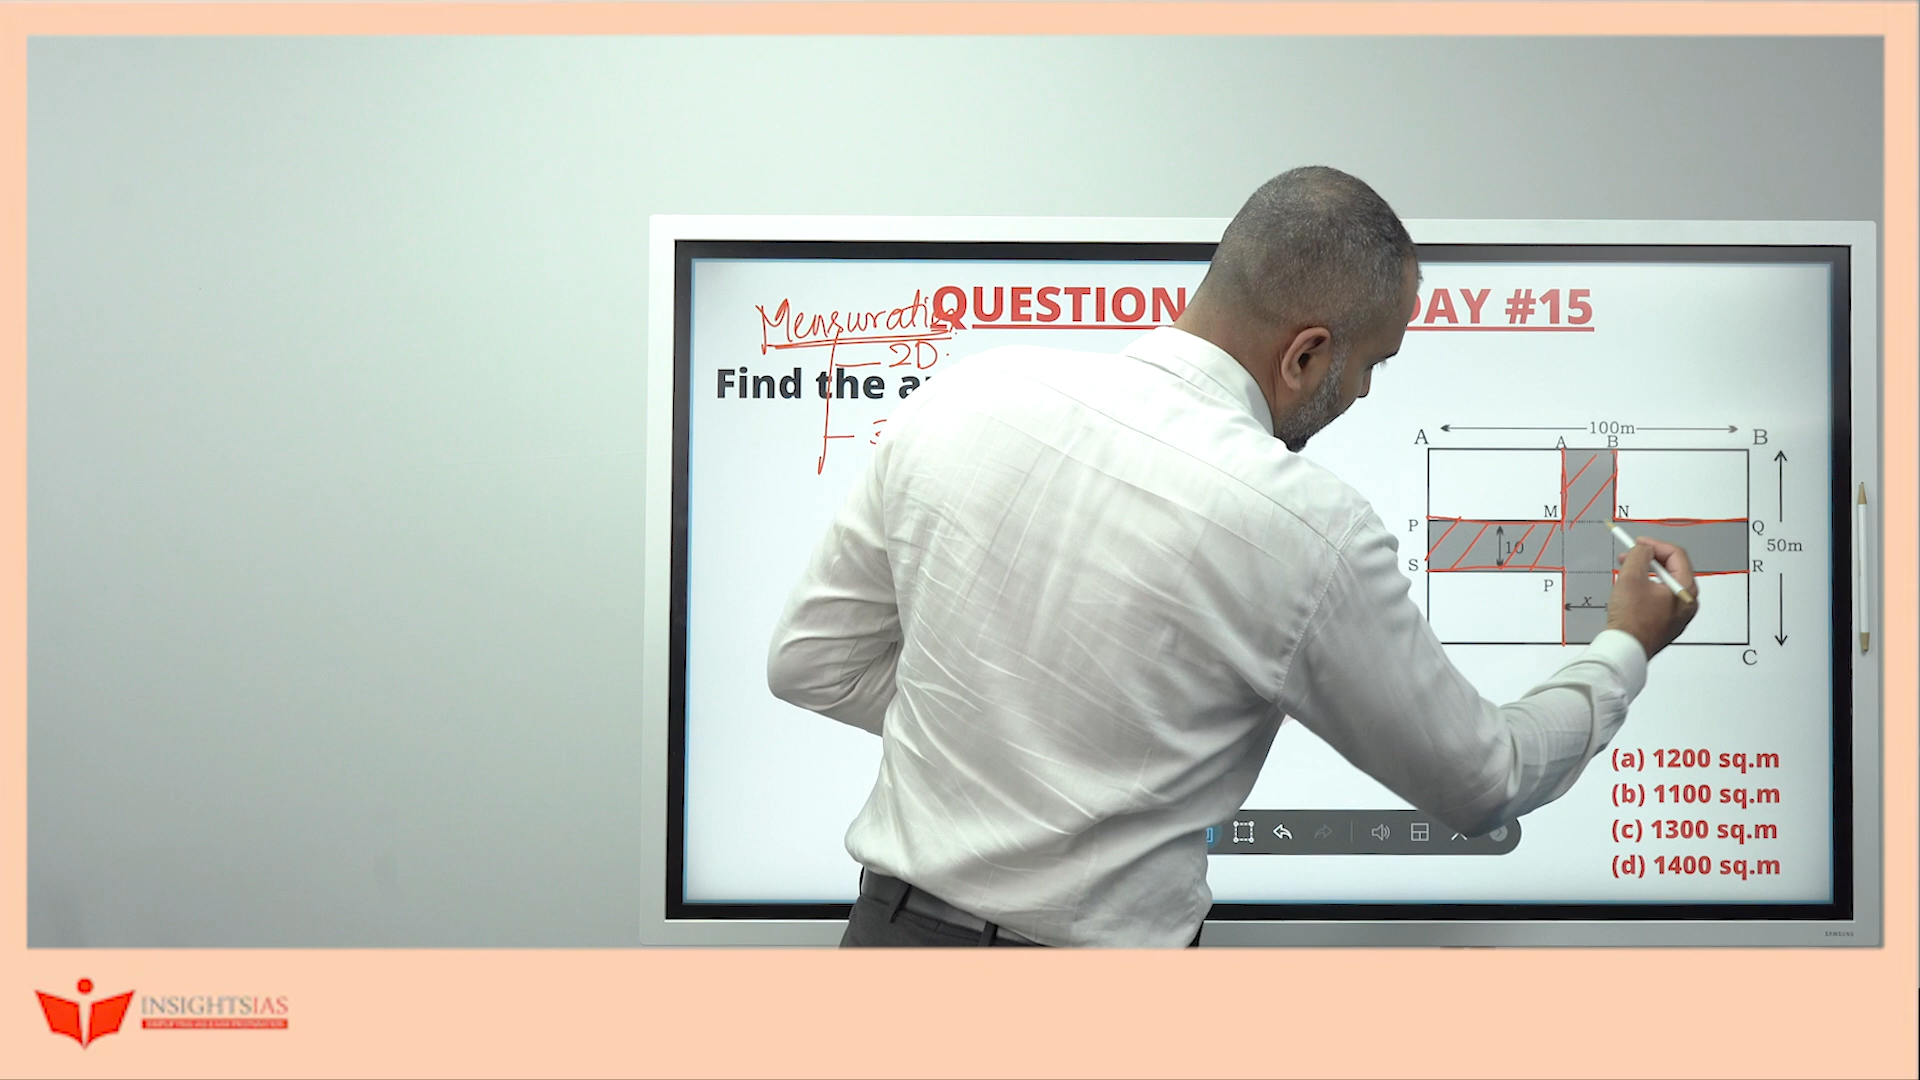 QUESTION DAY #15
Mensuration
2D
Find the
100m
A B
A B
M N
P Q
10
50m
S R
P
x
C
(a) 1200 sq.m
(b) 1100 sq.m
(c) 1300 sq.m
(d) 1400 sq.m
SAMSUNG
INSIGHTSIAS